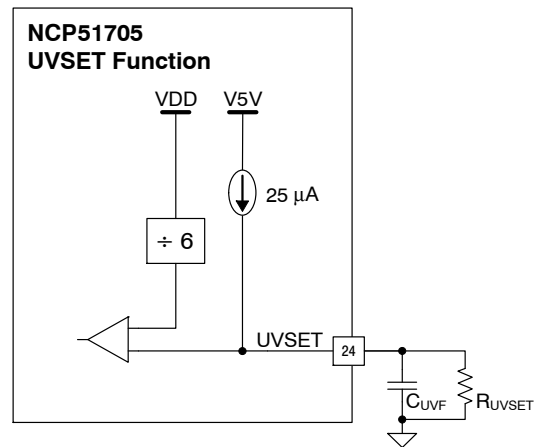 NCP51705
UVSET Function
VDD V5V
25 μA
÷ 6
UVSET
24
CUVF RUVSET